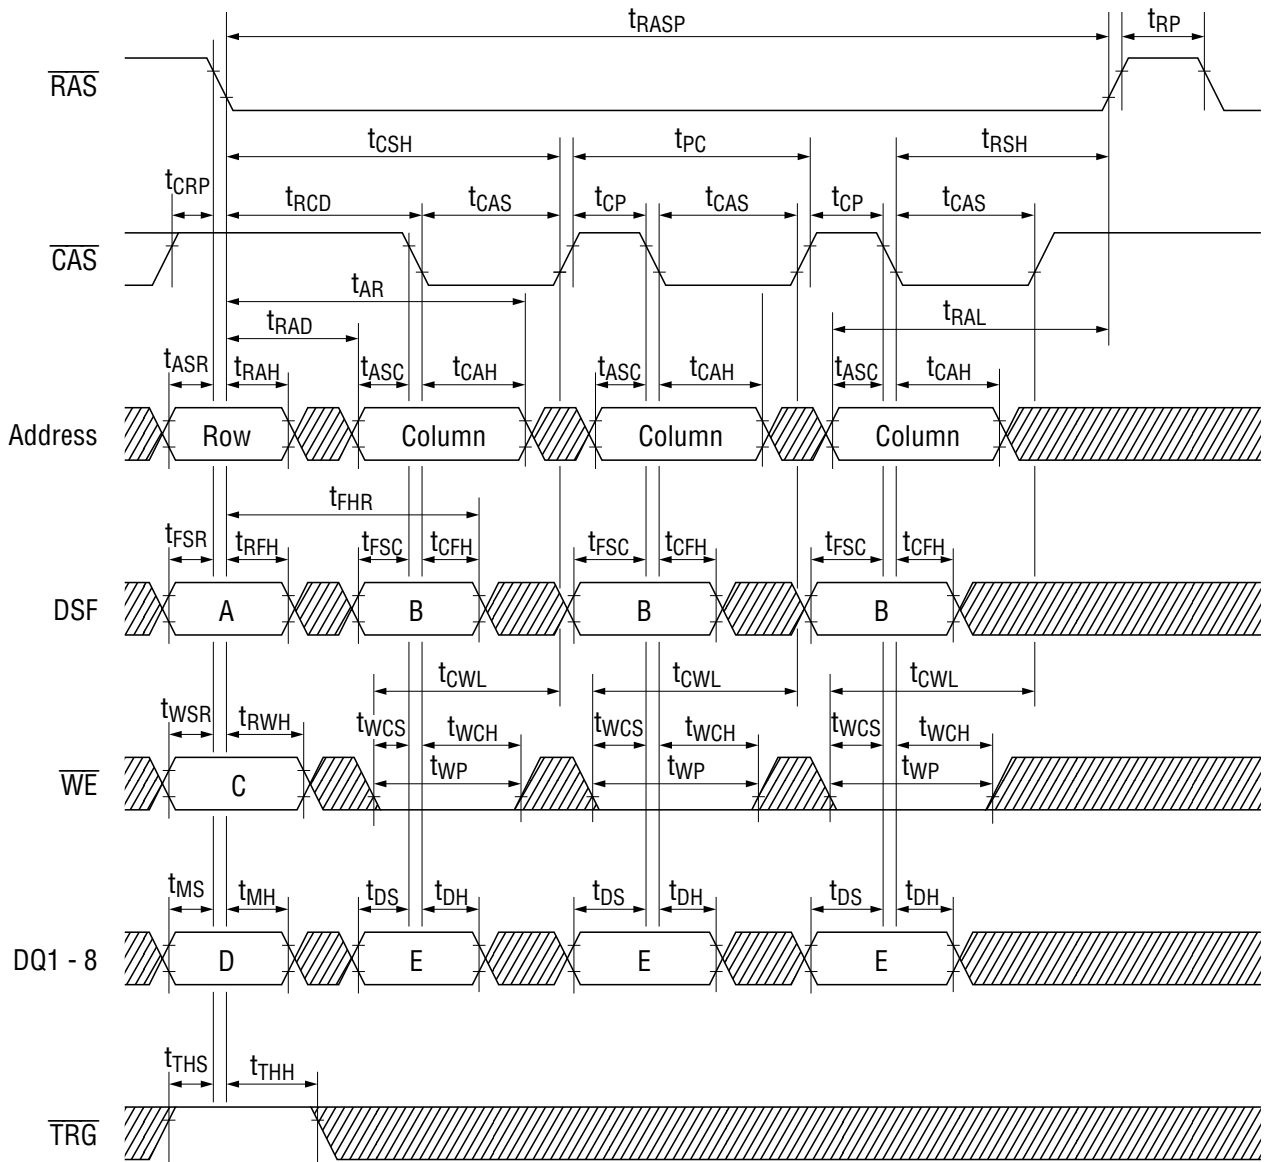 tRASP tRP
RAS
tCSH tPC tRSH
tCRP tRCD tCAS tCP tCAS tCP tCAS
CAS
tAR
tRAD tRAL
tASR tRAH tASC tCAH tASC tCAH tASC tCAH
Address Row Column Column Column
tFHR
tFSR tRFH tFSC tCFH tFSC tCFH tFSC tCFH
DSF A B B B
tCWL tCWL tCWL
tWSR tRWH tWCS tWCH tWCS tWCH tWCS tWCH
tWP tWP tWP
WE C
tMS tMH tDS tDH tDS tDH tDS tDH
DQ1 - 8 D E E E
tTHS tTHH
TRG